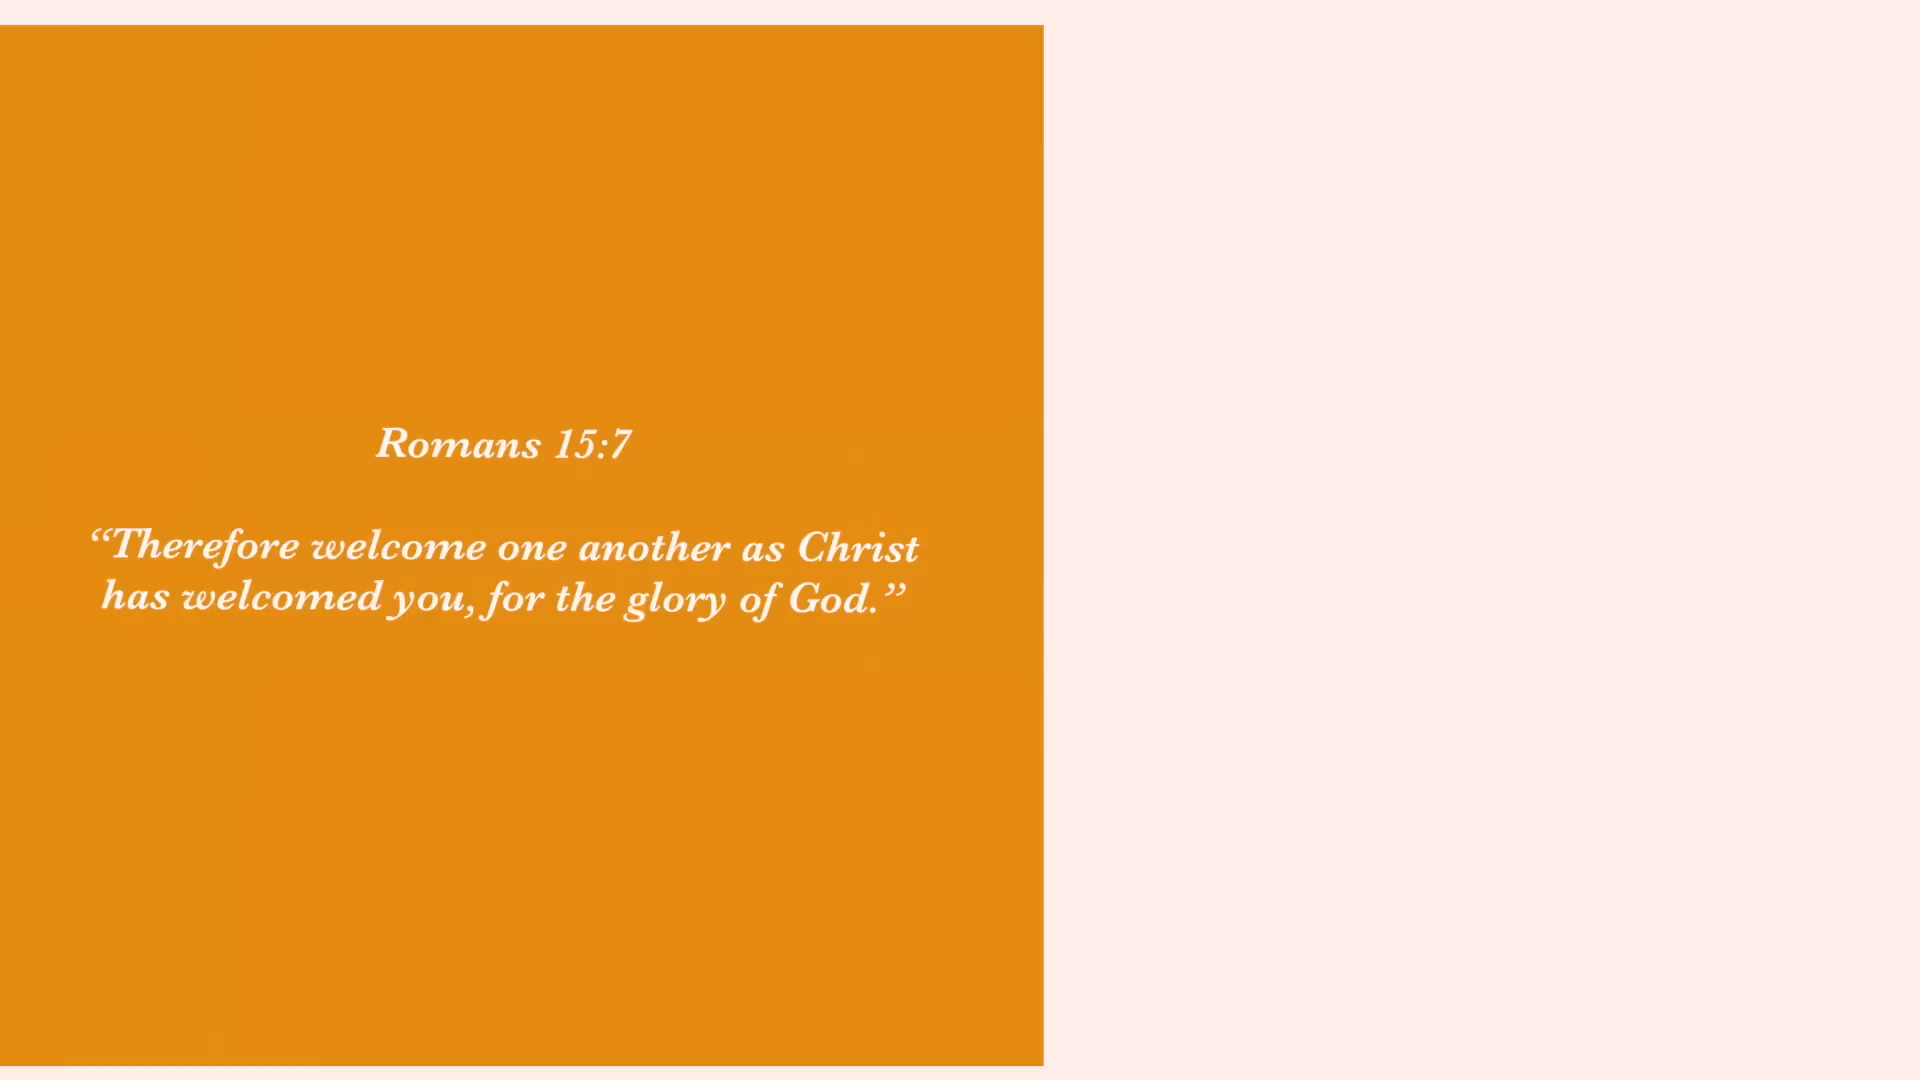 Romans 15:7
“Therefore welcome one another as Christ
has welcomed you, for the glory of God.”